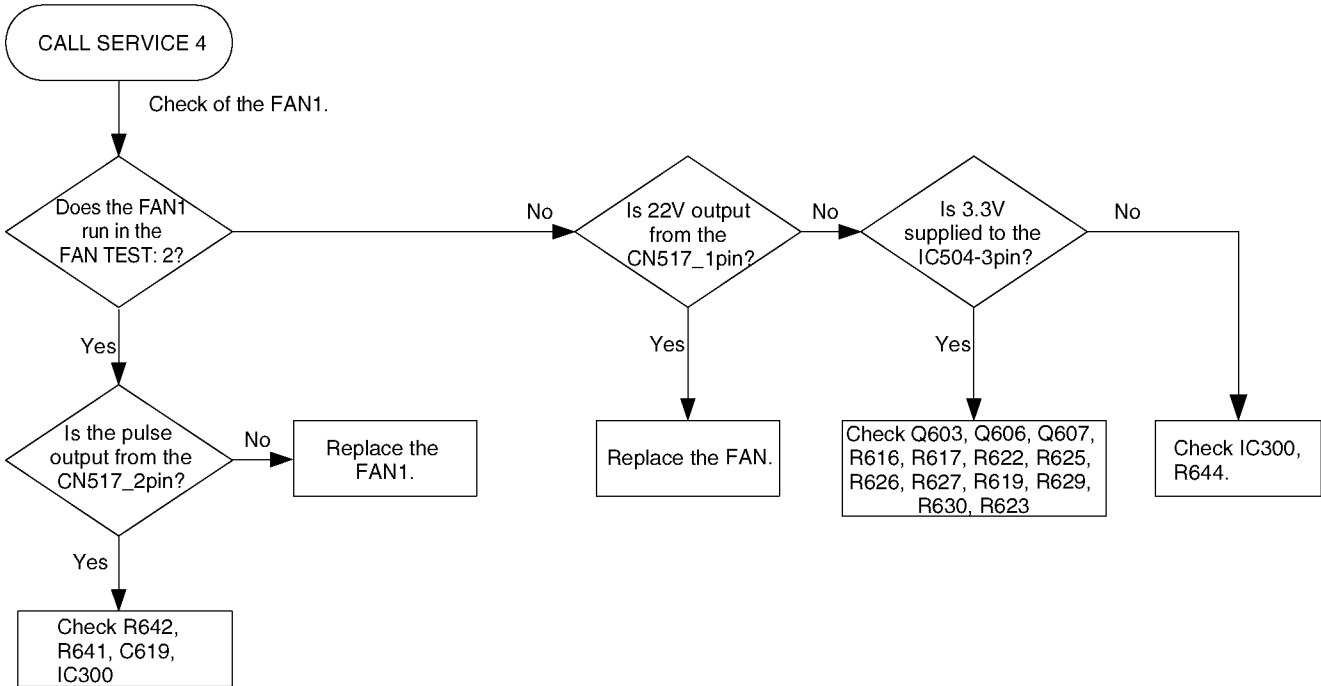 CALL SERVICE 4
Check of the FAN1.
Does the FAN1
run in the
FAN TEST: 2?
No
Is 22V output
from the
CN517_1pin?
No
Is 3.3V
supplied to the
IC504-3pin?
No
Yes
Yes
Yes
Is the pulse
output from the
CN517_2pin?
No
Replace the
FAN1.
Replace the FAN.
Check Q603, Q606, Q607,
R616, R617, R622, R625,
R626, R627, R619, R629,
R630, R623
Check IC300,
R644.
Yes
Check R642,
R641, C619,
IC300